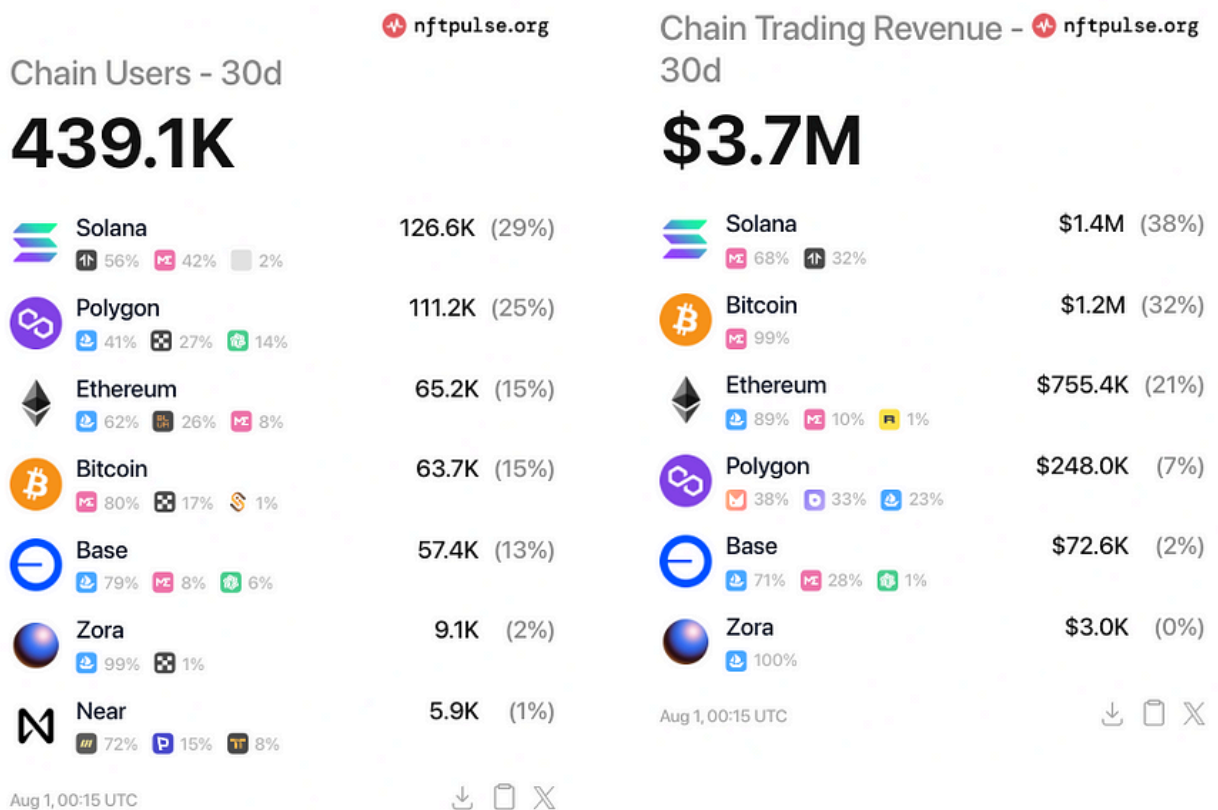 nftpulse.org
Chain Users - 30d
439.1K
Solana 126.6K (29%)
56% 42% 2%
Polygon 111.2K (25%)
41% 27% 14%
Ethereum 65.2K (15%)
62% 26% 8%
Bitcoin 63.7K (15%)
80% 17% 1%
Base 57.4K (13%)
79% 8% 6%
Zora 9.1K (2%)
99% 1%
Near 5.9K (1%)
72% 15% 8%
Aug 1, 00:15 UTC
Chain Trading Revenue - nftpulse.org
30d
$3.7M
Solana $1.4M (38%)
68% 32%
Bitcoin $1.2M (32%)
99%
Ethereum $755.4K (21%)
89% 10% 1%
Polygon $248.0K (7%)
38% 33% 23%
Base $72.6K (2%)
71% 28% 1%
Zora $3.0K (0%)
100%
Aug 1, 00:15 UTC